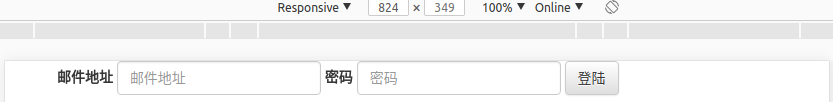 Responsive ▼ 824 × 349 100% ▼ Online ▼
邮件地址 邮件地址 密码 密码 登陆